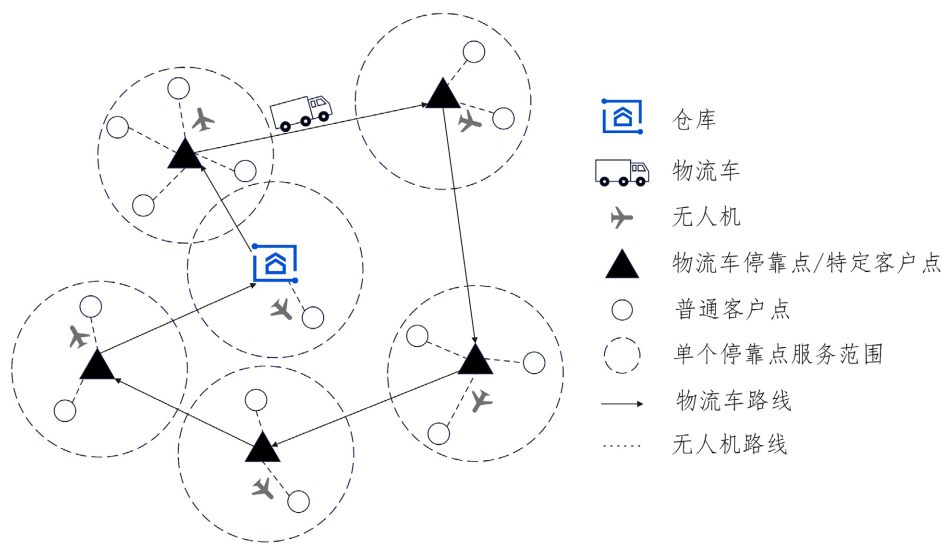 仓库
物流车
无人机
物流车停靠点/特定客户点
普通客户点
单个停靠点服务范围
物流车路线
无人机路线